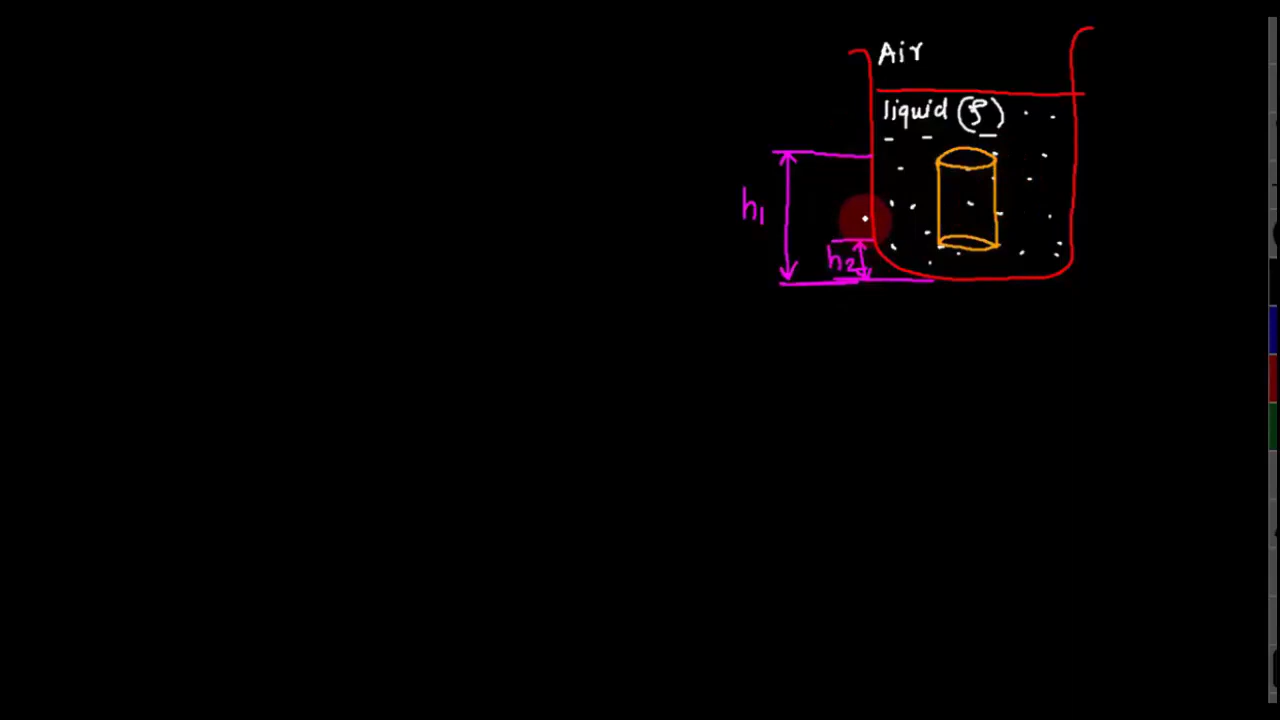 Air
liquid (ρ)
h₁
h₂